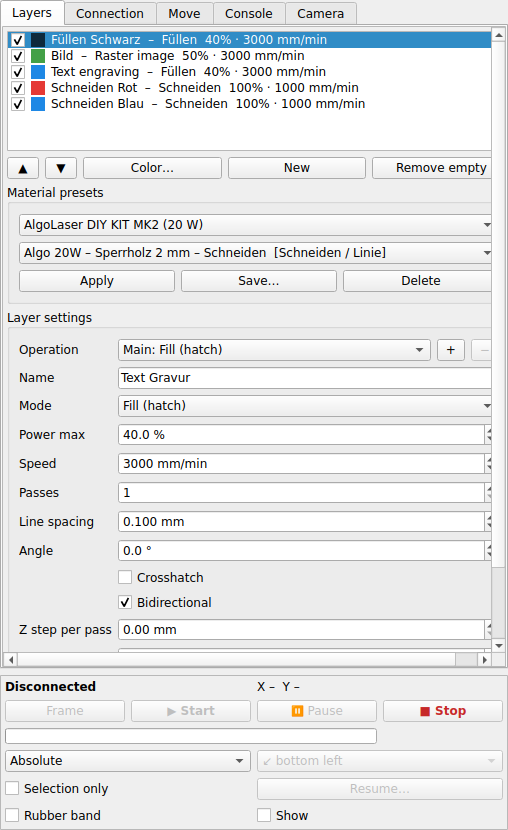 Layers Connection Move Console Camera
Füllen Schwarz – Füllen 40% · 3000 mm/min
Bild – Raster image 50% · 3000 mm/min
Text engraving – Füllen 40% · 3000 mm/min
Schneiden Rot – Schneiden 100% · 1000 mm/min
Schneiden Blau – Schneiden 100% · 1000 mm/min
▲ ▼ Color... New Remove empty
Material presets
AlgoLaser DIY KIT MK2 (20 W)
Algo 20W – Sperrholz 2 mm – Schneiden [Schneiden / Linie]
Apply Save... Delete
Layer settings
Operation Main: Fill (hatch) + −
Name Text Gravur
Mode Fill (hatch)
Power max 40.0 %
Speed 3000 mm/min
Passes 1
Line spacing 0.100 mm
Angle 0.0 °
Crosshatch
Bidirectional
Z step per pass 0.00 mm
Disconnected X – Y –
Frame ▶ Start ⏸ Pause ■ Stop
Absolute ↙ bottom left
Selection only Resume...
Rubber band Show